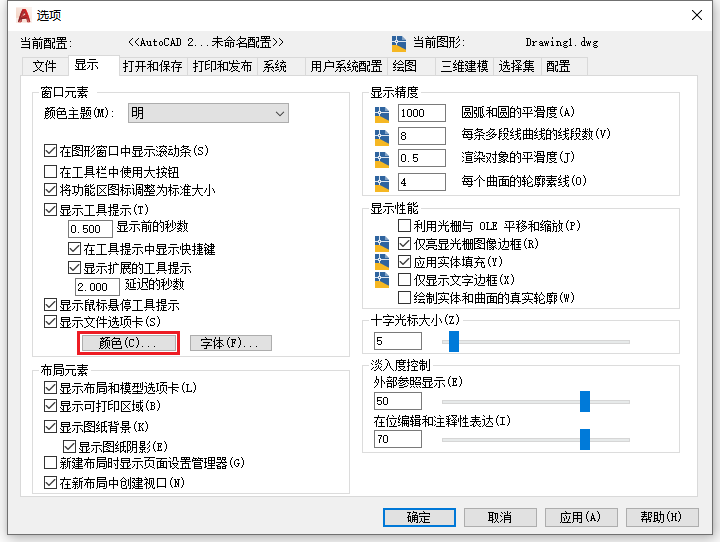 选项
当前配置: <<AutoCAD 2...未命名配置>> 当前图形: Drawing1.dwg
文件 显示 打开和保存 打印和发布 系统 用户系统配置 绘图 三维建模 选择集 配置
窗口元素
颜色主题(M): 明
在图形窗口中显示滚动条(S)
在工具栏中使用大按钮
将功能区图标调整为标准大小
显示工具提示(T)
0.500 显示前的秒数
在工具提示中显示快捷键
显示扩展的工具提示
2.000 延迟的秒数
显示鼠标悬停工具提示
显示文件选项卡(S)
颜色(C)... 字体(F)...
布局元素
显示布局和模型选项卡(L)
显示可打印区域(B)
显示图纸背景(K)
显示图纸阴影(E)
新建布局时显示页面设置管理器(G)
在新布局中创建视口(N)
显示精度
1000 圆弧和圆的平滑度(A)
8 每条多段线曲线的线段数(V)
0.5 渲染对象的平滑度(J)
4 每个曲面的轮廓素线(O)
显示性能
利用光栅与 OLE 平移和缩放(P)
仅亮显光栅图像边框(R)
应用实体填充(Y)
仅显示文字边框(X)
绘制实体和曲面的真实轮廓(W)
十字光标大小(Z)
5
淡入度控制
外部参照显示(E)
50
在位编辑和注释性表达(I)
70
确定 取消 应用(A) 帮助(H)